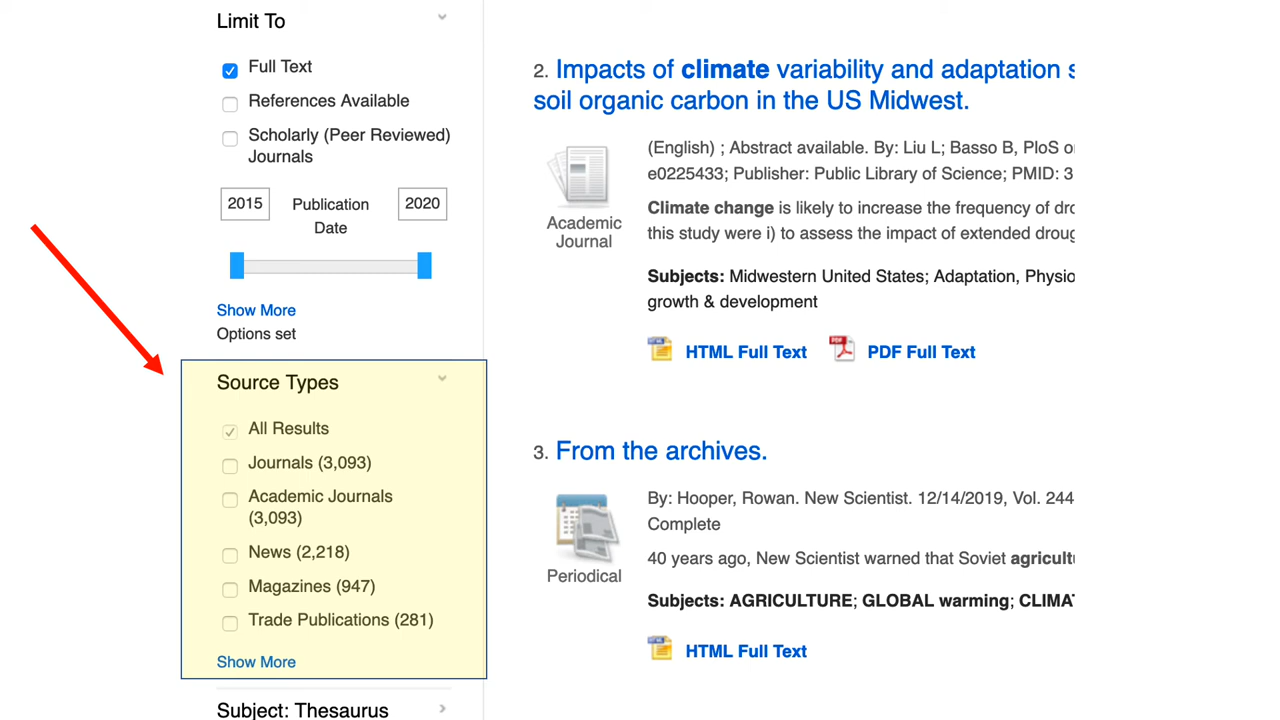 Limit To
Full Text
References Available
Scholarly (Peer Reviewed)
Journals
2015 Publication 2020
Date
Show More
Options set
Source Types
All Results
Journals (3,093)
Academic Journals
(3,093)
News (2,218)
Magazines (947)
Trade Publications (281)
Show More
Subject: Thesaurus
2. Impacts of climate variability and adaptation s
soil organic carbon in the US Midwest.
Academic
Journal
(English) ; Abstract available. By: Liu L; Basso B, PloS o
e0225433; Publisher: Public Library of Science; PMID: 3
Climate change is likely to increase the frequency of dro
this study were i) to assess the impact of extended droug
Subjects: Midwestern United States; Adaptation, Physio
growth & development
HTML Full Text PDF Full Text
3. From the archives.
Periodical
By: Hooper, Rowan. New Scientist. 12/14/2019, Vol. 244
Complete
40 years ago, New Scientist warned that Soviet agricult
Subjects: AGRICULTURE; GLOBAL warming; CLIMAT
HTML Full Text